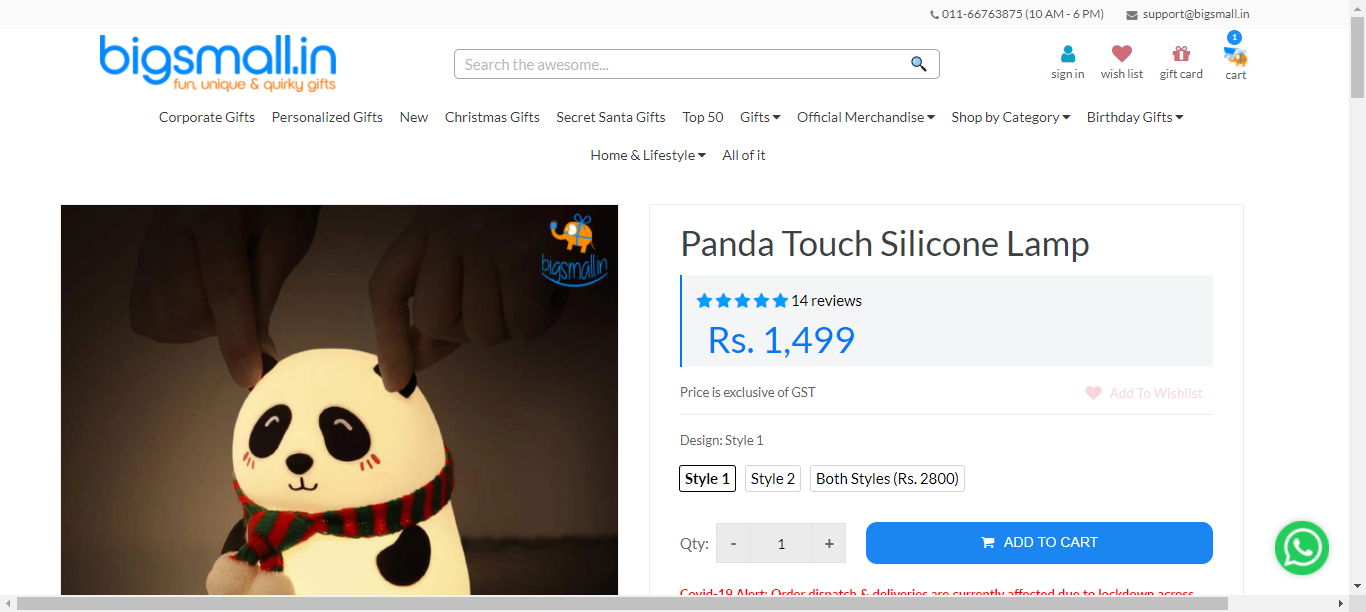 011-66763875 (10 AM - 6 PM) support@bigsmall.in
bigsmall.in
fun, unique & quirky gifts
Search the awesome...
1
sign in wish list gift card cart
Corporate Gifts Personalized Gifts New Christmas Gifts Secret Santa Gifts Top 50 Gifts Official Merchandise Shop by Category Birthday Gifts
Home & Lifestyle All of it
bigsmall.in
Panda Touch Silicone Lamp
14 reviews
Rs. 1,499
Price is exclusive of GST Add To Wishlist
Design: Style 1
Style 1 Style 2 Both Styles (Rs. 2800)
Qty: - 1 + ADD TO CART
Covid-19 Alert: Order dispatch & deliveries are currently affected due to lockdown across